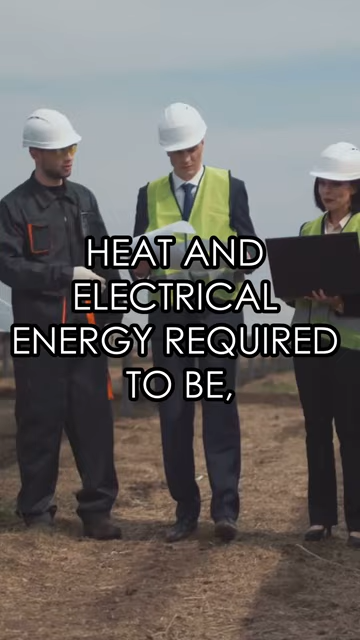 HEAT AND
ELECTRICAL
ENERGY REQUIRED
TO BE,